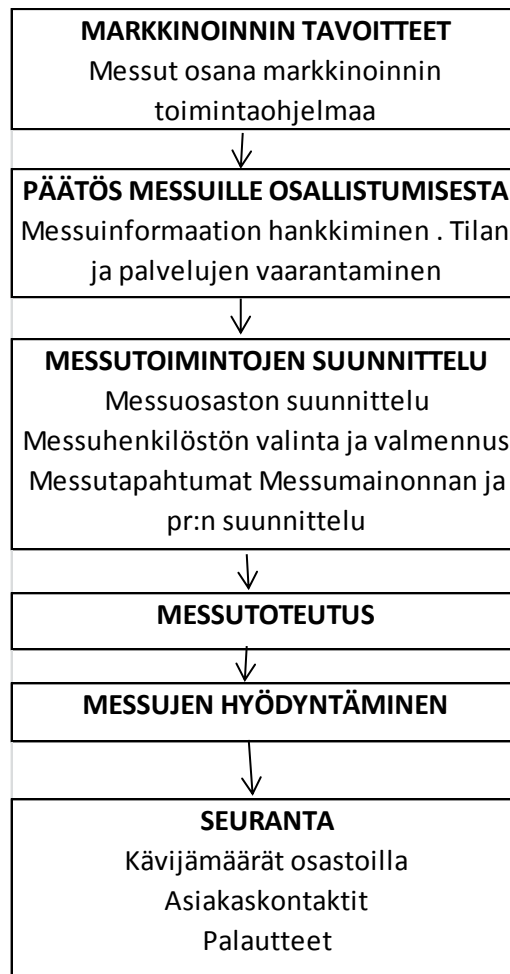 MARKKINOINNIN TAVOITTEET
Messut osana markkinoinnin
toimintaohjelmaa
PÄÄTÖS MESSUILLE OSALLISTUMISESTA
Messuinformaation hankkiminen . Tilan
ja palvelujen vaarantaminen
MESSUTOIMINTOJEN SUUNNITTELU
Messuosaston suunnittelu
Messuhenkilöstön valinta ja valmennus
Messutapahtumat Messumainonnan ja
pr:n suunnittelu
MESSUTOTEUTUS
MESSUJEN HYÖDYNTÄMINEN
SEURANTA
Kävijämäärät osastoilla
Asiakaskontaktit
Palautteet